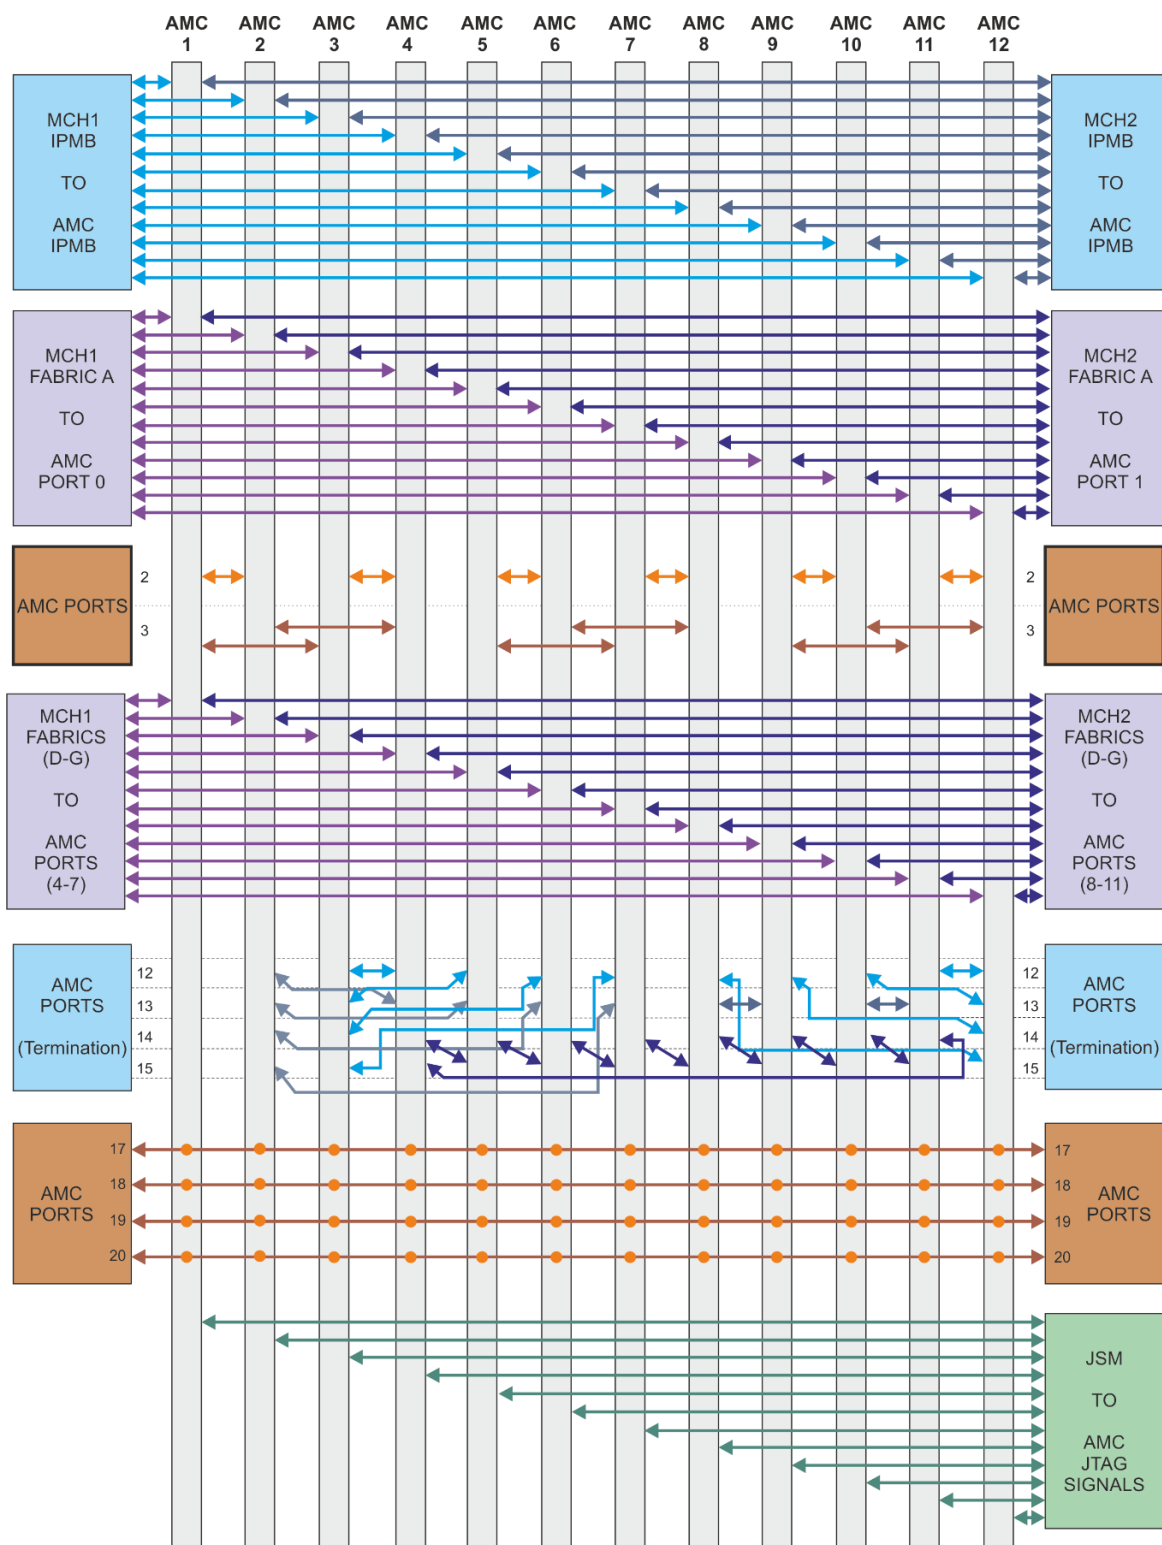 AMC 1
AMC 2
AMC 3
AMC 4
AMC 5
AMC 6
AMC 7
AMC 8
AMC 9
AMC 10
AMC 11
AMC 12
MCH1
IPMB
TO
AMC
IPMB
MCH2
IPMB
TO
AMC
IPMB
MCH1
FABRIC A
TO
AMC
PORT 0
MCH2
FABRIC A
TO
AMC
PORT 1
AMC PORTS
2
3
2
3
AMC PORTS
MCH1
FABRICS
(D-G)
TO
AMC
PORTS
(4-7)
MCH2
FABRICS
(D-G)
TO
AMC
PORTS
(8-11)
AMC
PORTS
(Termination)
12
13
14
15
12
13
14
15
AMC
PORTS
(Termination)
AMC
PORTS
17
18
19
20
17
18
19
20
AMC
PORTS
JSM
TO
AMC
JTAG
SIGNALS